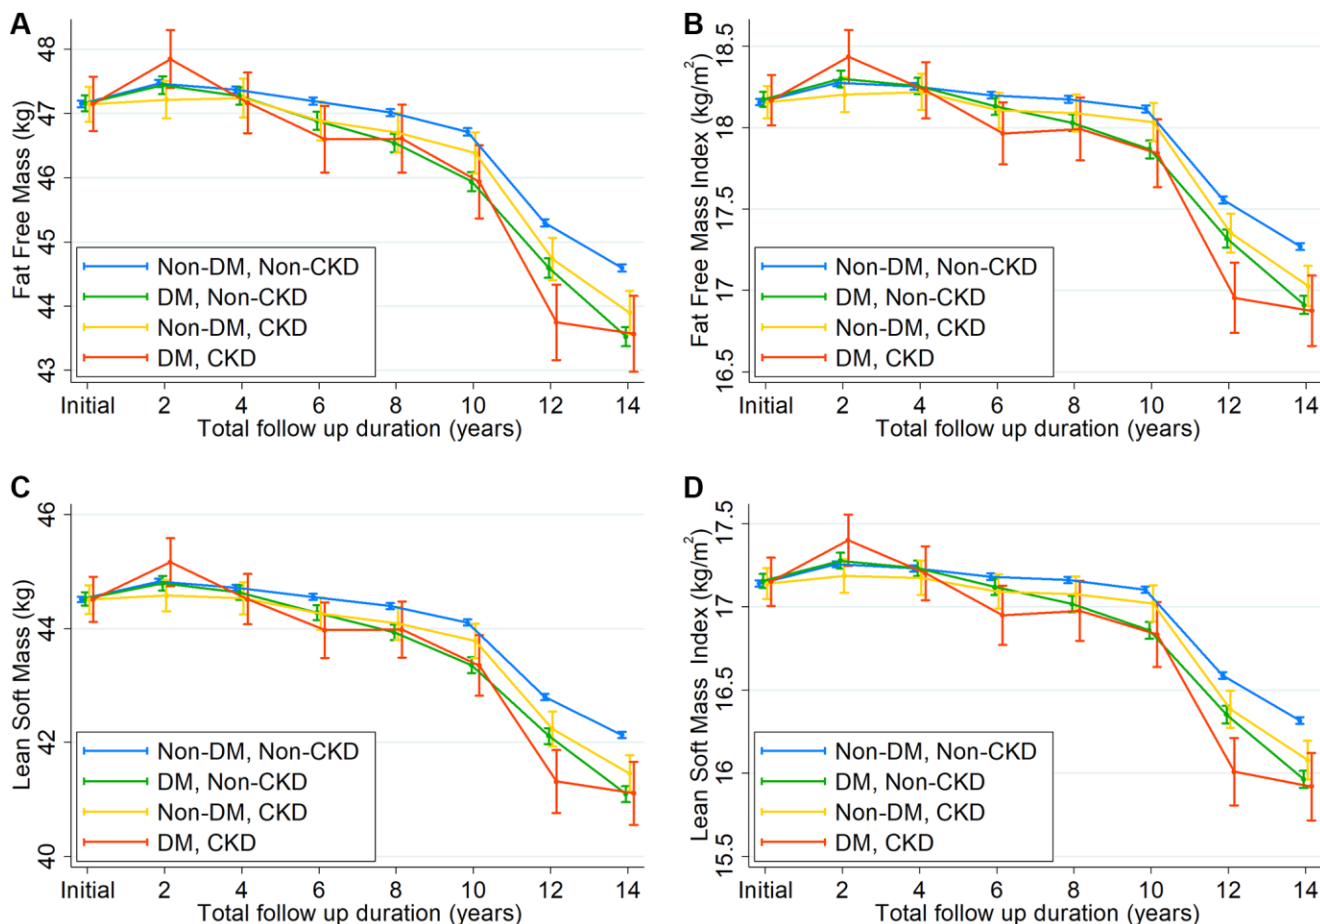 A
Fat Free Mass (kg)
48
47
46
45
44
43
Non-DM, Non-CKD
DM, Non-CKD
Non-DM, CKD
DM, CKD
Initial 2 4 6 8 10 12 14
Total follow up duration (years)
B
Fat Free Mass Index (kg/m²)
18.5
18
17.5
17
16.5
Non-DM, Non-CKD
DM, Non-CKD
Non-DM, CKD
DM, CKD
Initial 2 4 6 8 10 12 14
Total follow up duration (years)
C
Lean Soft Mass (kg)
46
44
42
40
Non-DM, Non-CKD
DM, Non-CKD
Non-DM, CKD
DM, CKD
Initial 2 4 6 8 10 12 14
Total follow up duration (years)
D
Lean Soft Mass Index (kg/m²)
17.5
17
16.5
16
15.5
Non-DM, Non-CKD
DM, Non-CKD
Non-DM, CKD
DM, CKD
Initial 2 4 6 8 10 12 14
Total follow up duration (years)